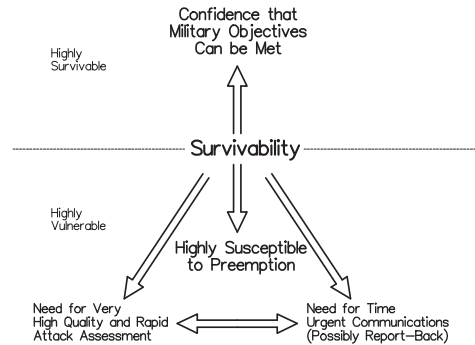 Confidence that
Military Objectives
Can be Met
Highly
Survivable
Survivability
Highly
Vulnerable
Highly Susceptible
to Preemption
Need for Very
High Quality and Rapid
Attack Assessment
Need for Time
Urgent Communications
(Possibly Report–Back)